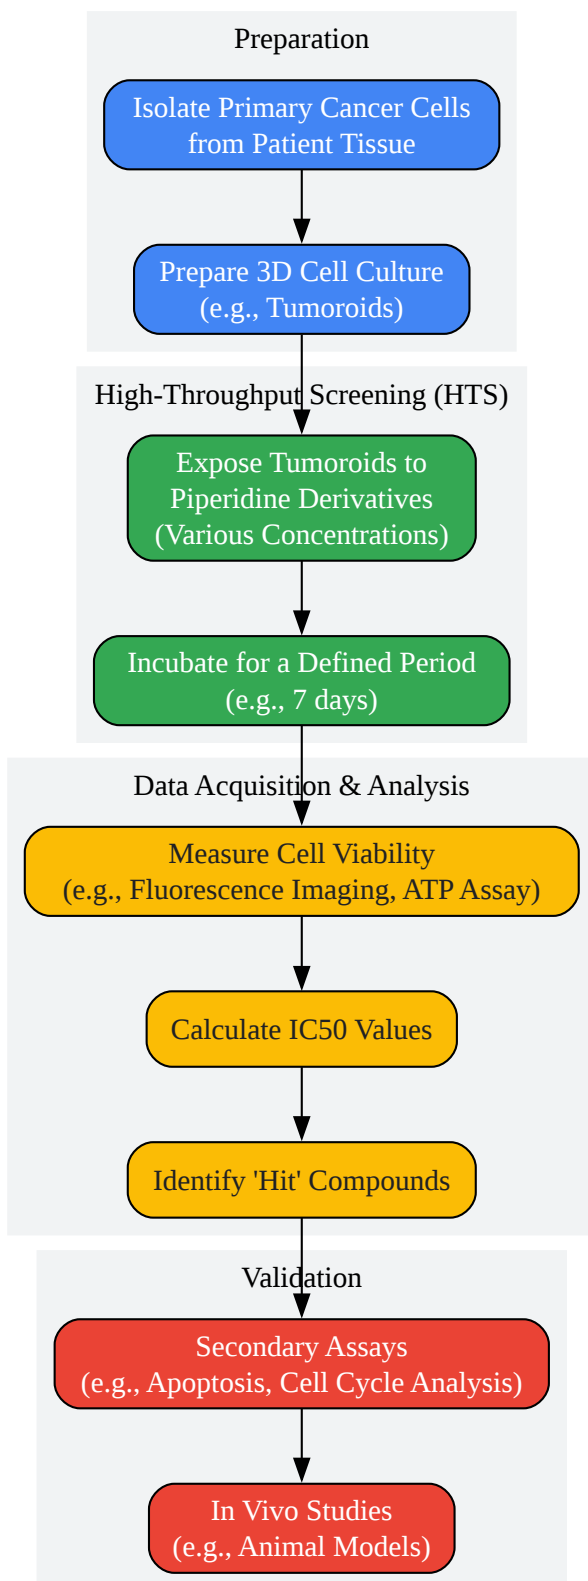 Preparation
Isolate Primary Cancer Cells
from Patient Tissue
Prepare 3D Cell Culture
(e.g., Tumoroids)
High-Throughput Screening (HTS)
Expose Tumoroids to
Piperidine Derivatives
(Various Concentrations)
Incubate for a Defined Period
(e.g., 7 days)
Data Acquisition & Analysis
Measure Cell Viability
(e.g., Fluorescence Imaging, ATP Assay)
Calculate IC50 Values
Identify 'Hit' Compounds
Validation
Secondary Assays
(e.g., Apoptosis, Cell Cycle Analysis)
In Vivo Studies
(e.g., Animal Models)